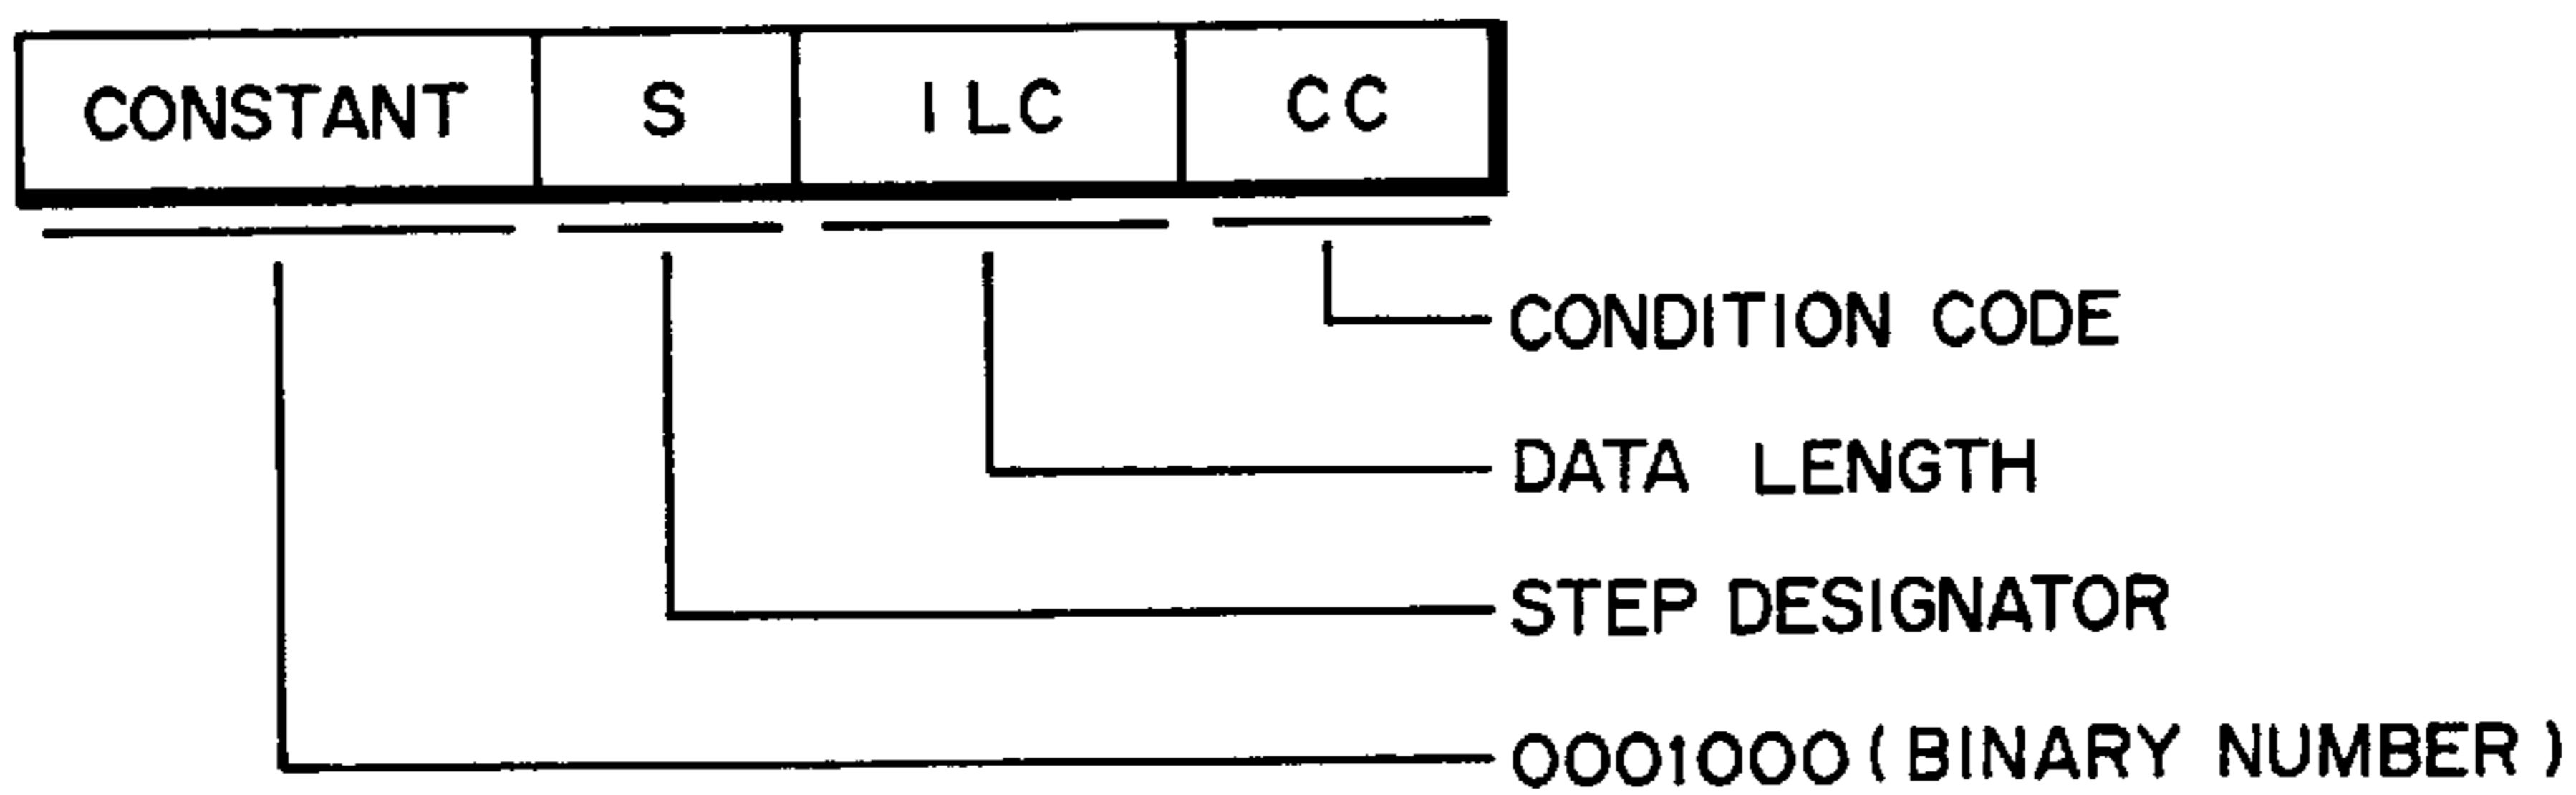 CONSTANT S ILC CC
CONDITION CODE
DATA LENGTH
STEP DESIGNATOR
0001000 (BINARY NUMBER)